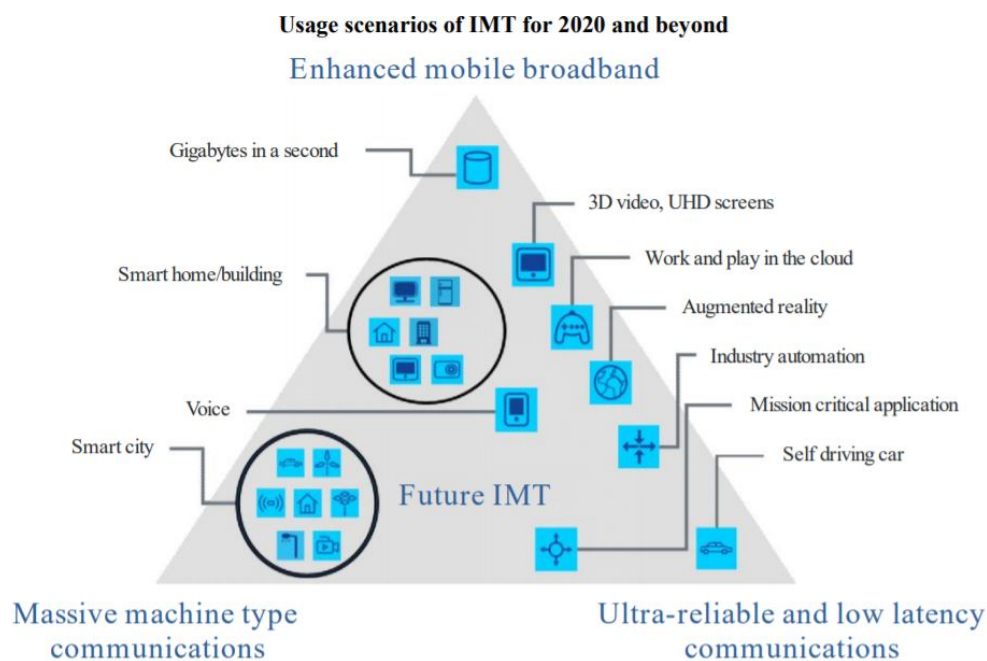 Usage scenarios of IMT for 2020 and beyond
Enhanced mobile broadband
Gigabytes in a second
3D video, UHD screens
Work and play in the cloud
Smart home/building
Augmented reality
Industry automation
Mission critical application
Voice
Smart city
Self driving car
Future IMT
Massive machine type
communications
Ultra-reliable and low latency
communications